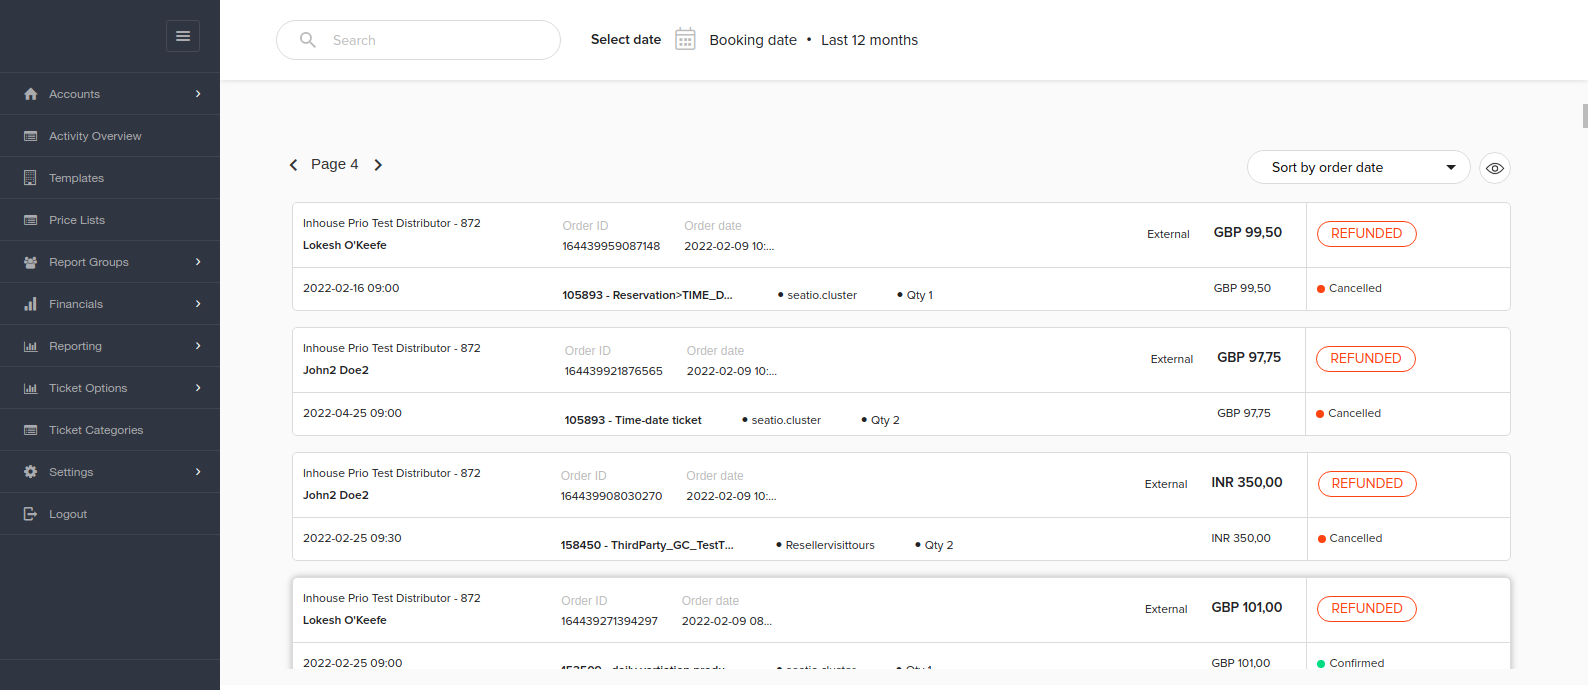 Search
Select date Booking date • Last 12 months
Accounts
Activity Overview
Templates
Price Lists
Report Groups
Financials
Reporting
Ticket Options
Ticket Categories
Settings
Logout
Page 4
Sort by order date
Inhouse Prio Test Distributor - 872 Order ID Order date External GBP 99,50 REFUNDED
Lokesh O'Keefe 164439959087148 2022-02-09 10:...
2022-02-16 09:00 105893 - Reservation>TIME_D... • seatio.cluster • Qty 1 GBP 99,50 Cancelled
Inhouse Prio Test Distributor - 872 Order ID Order date External GBP 97,75 REFUNDED
John2 Doe2 164439921876565 2022-02-09 10:...
2022-04-25 09:00 105893 - Time-date ticket • seatio.cluster • Qty 2 GBP 97,75 Cancelled
Inhouse Prio Test Distributor - 872 Order ID Order date External INR 350,00 REFUNDED
John2 Doe2 164439908030270 2022-02-09 10:...
2022-02-25 09:30 158450 - ThirdParty_GC_TestT... • Resellervisittours • Qty 2 INR 350,00 Cancelled
Inhouse Prio Test Distributor - 872 Order ID Order date External GBP 101,00 REFUNDED
Lokesh O'Keefe 164439271394297 2022-02-09 08...
2022-02-25 09:00 • seatio.cluster • Qty 1 GBP 101,00 Confirmed